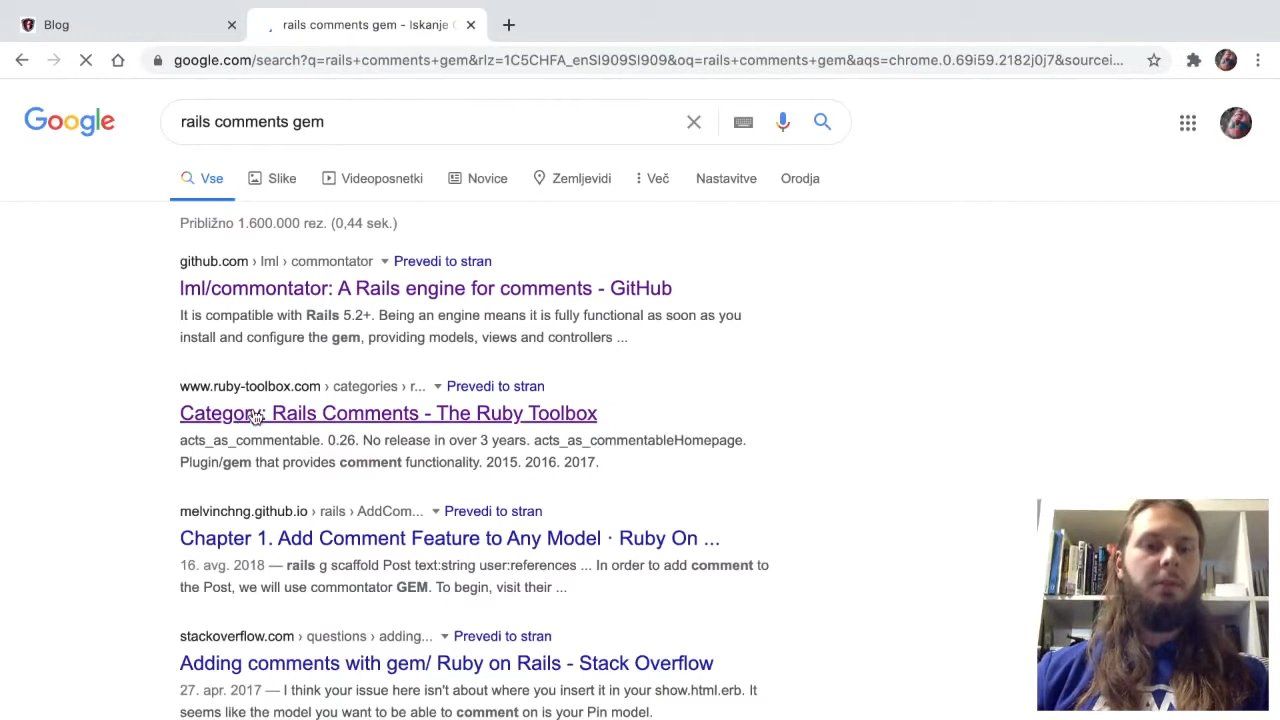 Blog
rails comments gem - Iskanje
google.com/search?q=rails+comments+gem&rlz=1C5CHFA_enSI909SI909&oq=rails+comments+gem&aqs=chrome.0.69i59.2182j0j7&sourcei...
Google
rails comments gem
Vse
Slike
Videoposnetki
Novice
Zemljevidi
Več
Nastavitve
Orodja
Približno 1.600.000 rez. (0,44 sek.)
github.com › lml › commontator Prevedi to stran
lml/commontator: A Rails engine for comments - GitHub
It is compatible with Rails 5.2+. Being an engine means it is fully functional as soon as you
install and configure the gem, providing models, views and controllers ...
www.ruby-toolbox.com › categories › r... Prevedi to stran
Category: Rails Comments - The Ruby Toolbox
acts_as_commentable. 0.26. No release in over 3 years. acts_as_commentableHomepage.
Plugin/gem that provides comment functionality. 2015. 2016. 2017.
melvinchng.github.io › rails › AddCom... Prevedi to stran
Chapter 1. Add Comment Feature to Any Model · Ruby On ...
16. avg. 2018 — rails g scaffold Post text:string user:references ... In order to add comment to
the Post, we will use commontator GEM. To begin, visit their ...
stackoverflow.com › questions › adding... Prevedi to stran
Adding comments with gem/ Ruby on Rails - Stack Overflow
27. apr. 2017 — I think your issue here isn't about where you insert it in your show.html.erb. It
seems like the model you want to be able to comment on is your Pin model.